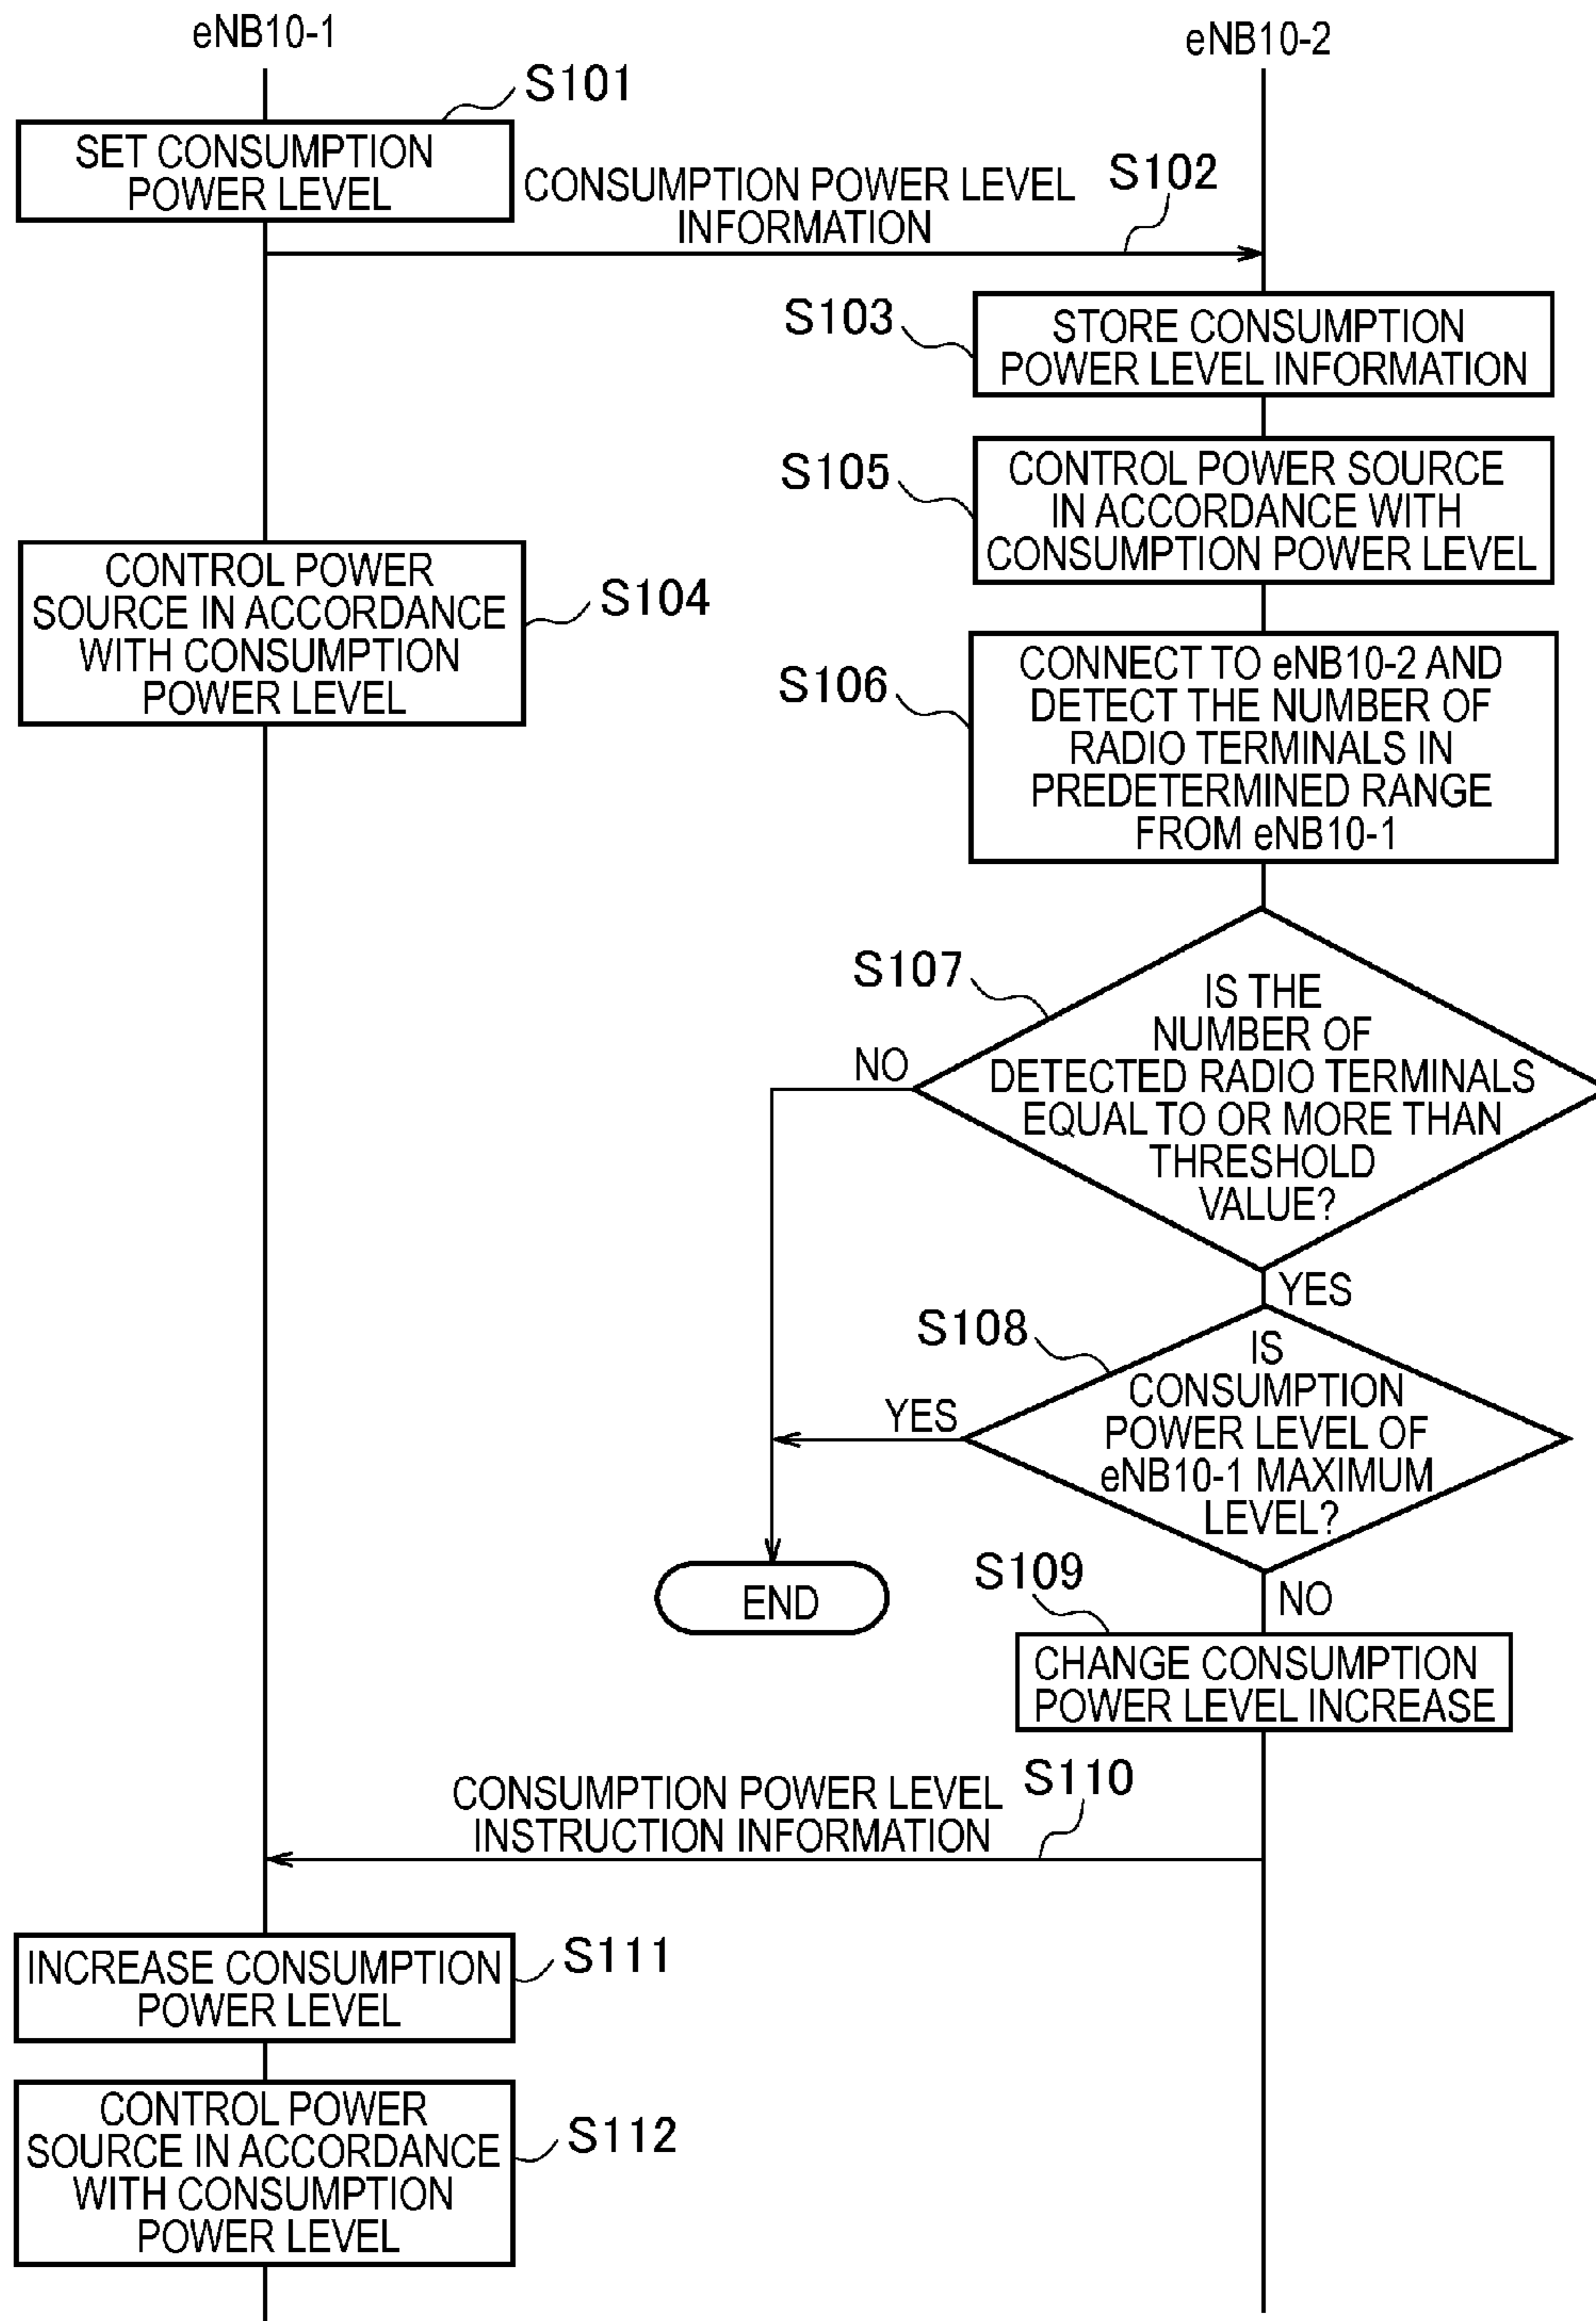 eNB10-1
eNB10-2
S101
SET CONSUMPTION
POWER LEVEL
CONSUMPTION POWER LEVEL
INFORMATION
S102
S103
STORE CONSUMPTION
POWER LEVEL INFORMATION
S105
CONTROL POWER SOURCE
IN ACCORDANCE WITH
CONSUMPTION POWER LEVEL
CONTROL POWER
SOURCE IN ACCORDANCE
WITH CONSUMPTION
POWER LEVEL
S104
S106
CONNECT TO eNB10-2 AND
DETECT THE NUMBER OF
RADIO TERMINALS IN
PREDETERMINED RANGE
FROM eNB10-1
S107
IS THE
NUMBER OF
DETECTED RADIO TERMINALS
EQUAL TO OR MORE THAN
THRESHOLD
VALUE?
NO
YES
S108
IS
CONSUMPTION
POWER LEVEL OF
eNB10-1 MAXIMUM
LEVEL?
YES
END
NO
S109
CHANGE CONSUMPTION
POWER LEVEL INCREASE
CONSUMPTION POWER LEVEL
INSTRUCTION INFORMATION
S110
INCREASE CONSUMPTION
POWER LEVEL
S111
CONTROL POWER
SOURCE IN ACCORDANCE
WITH CONSUMPTION
POWER LEVEL
S112